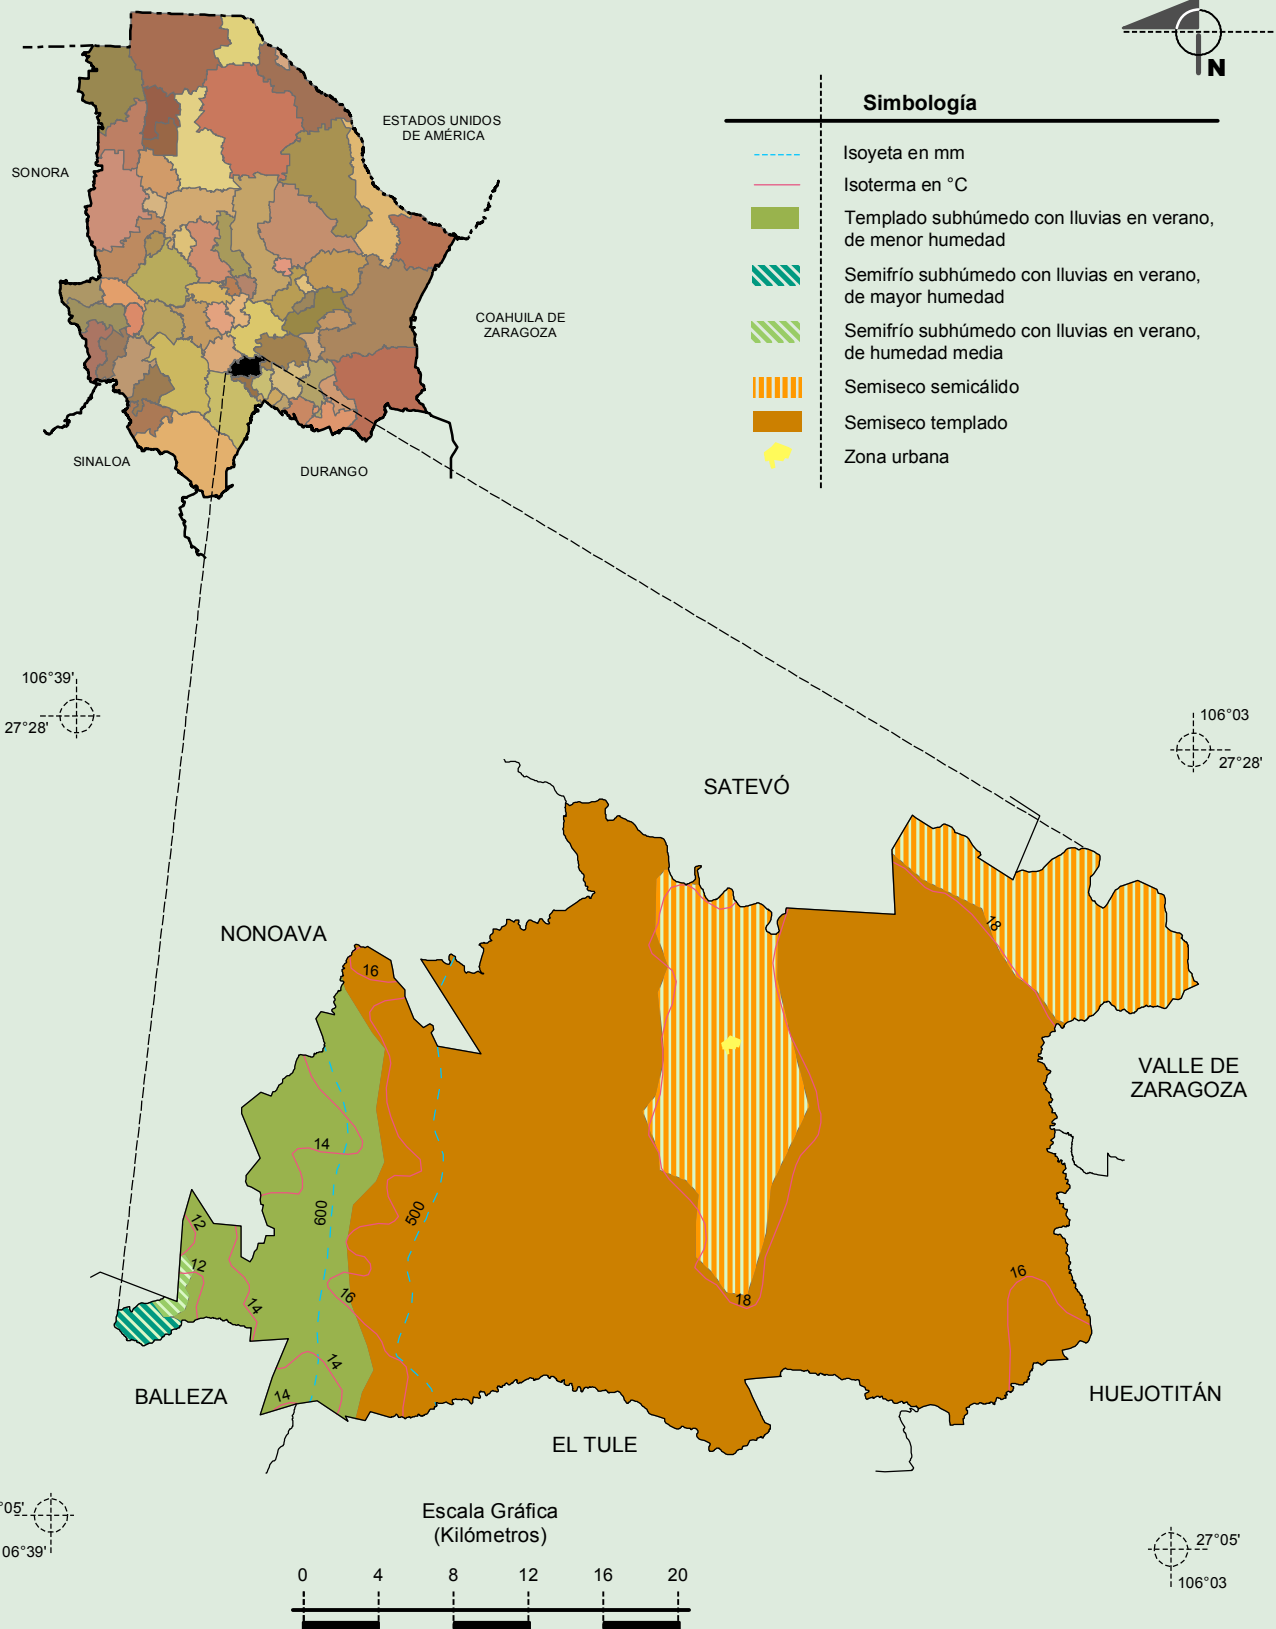 N
ESTADOS UNIDOS
DE AMÉRICA
SONORA
COAHUILA DE
ZARAGOZA
SINALOA
DURANGO
Simbología
Isoyeta en mm
Isoterma en °C
Templado subhúmedo con lluvias en verano,
de menor humedad
Semifrío subhúmedo con lluvias en verano,
de mayor humedad
Semifrío subhúmedo con lluvias en verano,
de humedad media
Semiseco semicálido
Semiseco templado
Zona urbana
106°39'
27°28'
106°03
27°28'
SATEVÓ
NONOAVA
16
18
VALLE DE
ZARAGOZA
14
600
500
12
12
14
16
18
16
14
14
BALLEZA
EL TULE
HUEJOTITÁN
°05'
06°39'
27°05'
106°03
Escala Gráfica
(Kilómetros)
0 4 8 12 16 20